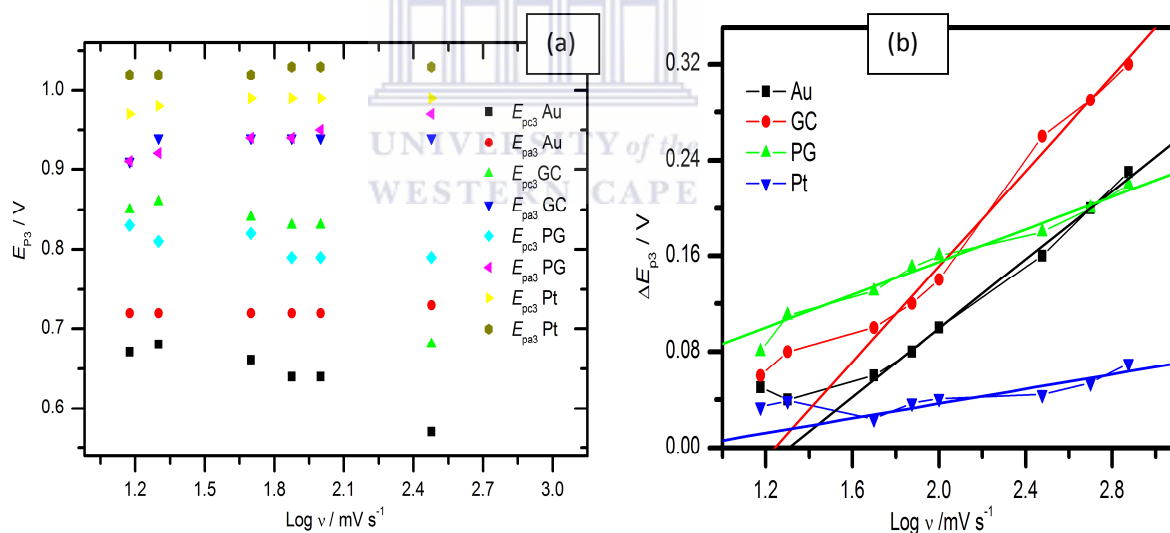 (a)
UNIVERSITY of the
WESTERN CAPE
E_P3 / V
1.0
0.9
0.8
0.7
0.6
1.2 1.5 1.8 2.1 2.4 2.7 3.0
Log ν / mV s⁻¹
E_pc3 Au
E_pa3 Au
E_pc3 GC
E_pa3 GC
E_pc3 PG
E_pa3 PG
E_pc3 Pt
E_pa3 Pt
(b)
ΔE_p3 / V
0.32
0.24
0.16
0.08
0.00
1.2 1.6 2.0 2.4 2.8
Log ν /mV s⁻¹
Au
GC
PG
Pt